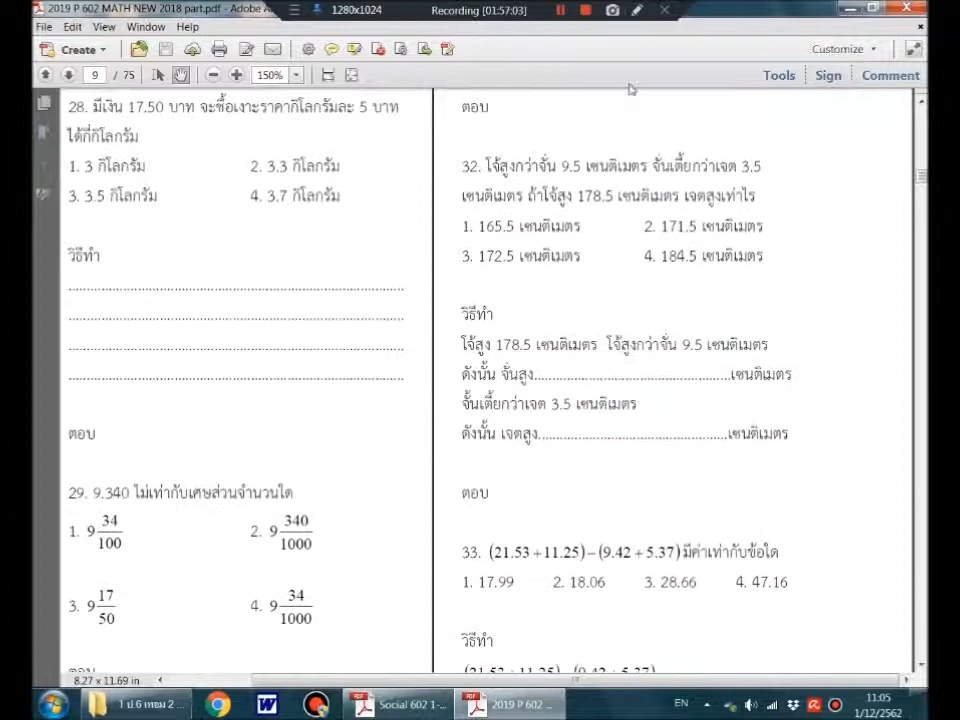 2019 P 602 MATH NEW 2018 part.pdf - Adobe A
1280x1024
Recording [01:57:03]
File Edit View Window Help
Create
Customize
9 / 75
150%
Tools Sign Comment
28. มีเงิน 17.50 บาท จะซื้อเงาะราคากิโลกรัมละ 5 บาท
ได้กี่กิโลกรัม
1. 3 กิโลกรัม 2. 3.3 กิโลกรัม
3. 3.5 กิโลกรัม 4. 3.7 กิโลกรัม
วิธีทำ
....................................................................................
....................................................................................
....................................................................................
....................................................................................
ตอบ
29. 9.340 ไม่เท่ากับเศษส่วนจำนวนใด
1. 9 34/100 2. 9 340/1000
3. 9 17/50 4. 9 34/1000
ตอบ
ตอบ
32. โจ้สูงกว่าจั่น 9.5 เซนติเมตร จั่นเตี้ยกว่าเจต 3.5
เซนติเมตร ถ้าโจ้สูง 178.5 เซนติเมตร เจตสูงเท่าไร
1. 165.5 เซนติเมตร 2. 171.5 เซนติเมตร
3. 172.5 เซนติเมตร 4. 184.5 เซนติเมตร
วิธีทำ
โจ้สูง 178.5 เซนติเมตร โจ้สูงกว่าจั่น 9.5 เซนติเมตร
ดังนั้น จั่นสูง.................................................เซนติเมตร
จั้นเตี้ยกว่าเจต 3.5 เซนติเมตร
ดังนั้น เจตสูง...............................................เซนติเมตร
ตอบ
33. (21.53 + 11.25) – (9.42 + 5.37) มีค่าเท่ากับข้อใด
1. 17.99 2. 18.06 3. 28.66 4. 47.16
วิธีทำ
(21.53 + 11.25) (9.42 + 5.37)
8.27 x 11.69 in
1 ป.6 เทอม 2 ...
Social 602 1-...
2019 P 602 ...
EN
11:05
1/12/2562